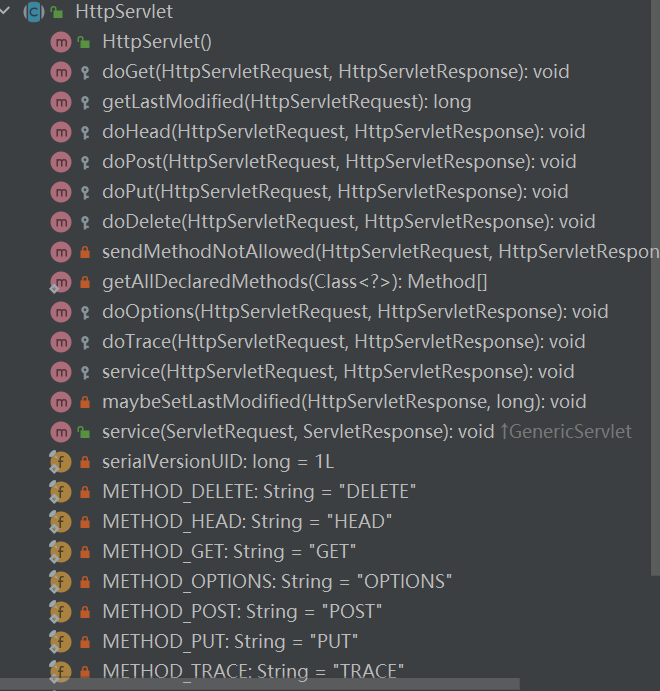 HttpServlet
HttpServlet()
doGet(HttpServletRequest, HttpServletResponse): void
getLastModified(HttpServletRequest): long
doHead(HttpServletRequest, HttpServletResponse): void
doPost(HttpServletRequest, HttpServletResponse): void
doPut(HttpServletRequest, HttpServletResponse): void
doDelete(HttpServletRequest, HttpServletResponse): void
sendMethodNotAllowed(HttpServletRequest, HttpServletRespon
getAllDeclaredMethods(Class<?>): Method[]
doOptions(HttpServletRequest, HttpServletResponse): void
doTrace(HttpServletRequest, HttpServletResponse): void
service(HttpServletRequest, HttpServletResponse): void
maybeSetLastModified(HttpServletResponse, long): void
service(ServletRequest, ServletResponse): void ↑GenericServlet
serialVersionUID: long = 1L
METHOD_DELETE: String = "DELETE"
METHOD_HEAD: String = "HEAD"
METHOD_GET: String = "GET"
METHOD_OPTIONS: String = "OPTIONS"
METHOD_POST: String = "POST"
METHOD_PUT: String = "PUT"
METHOD_TRACE: String = "TRACE"